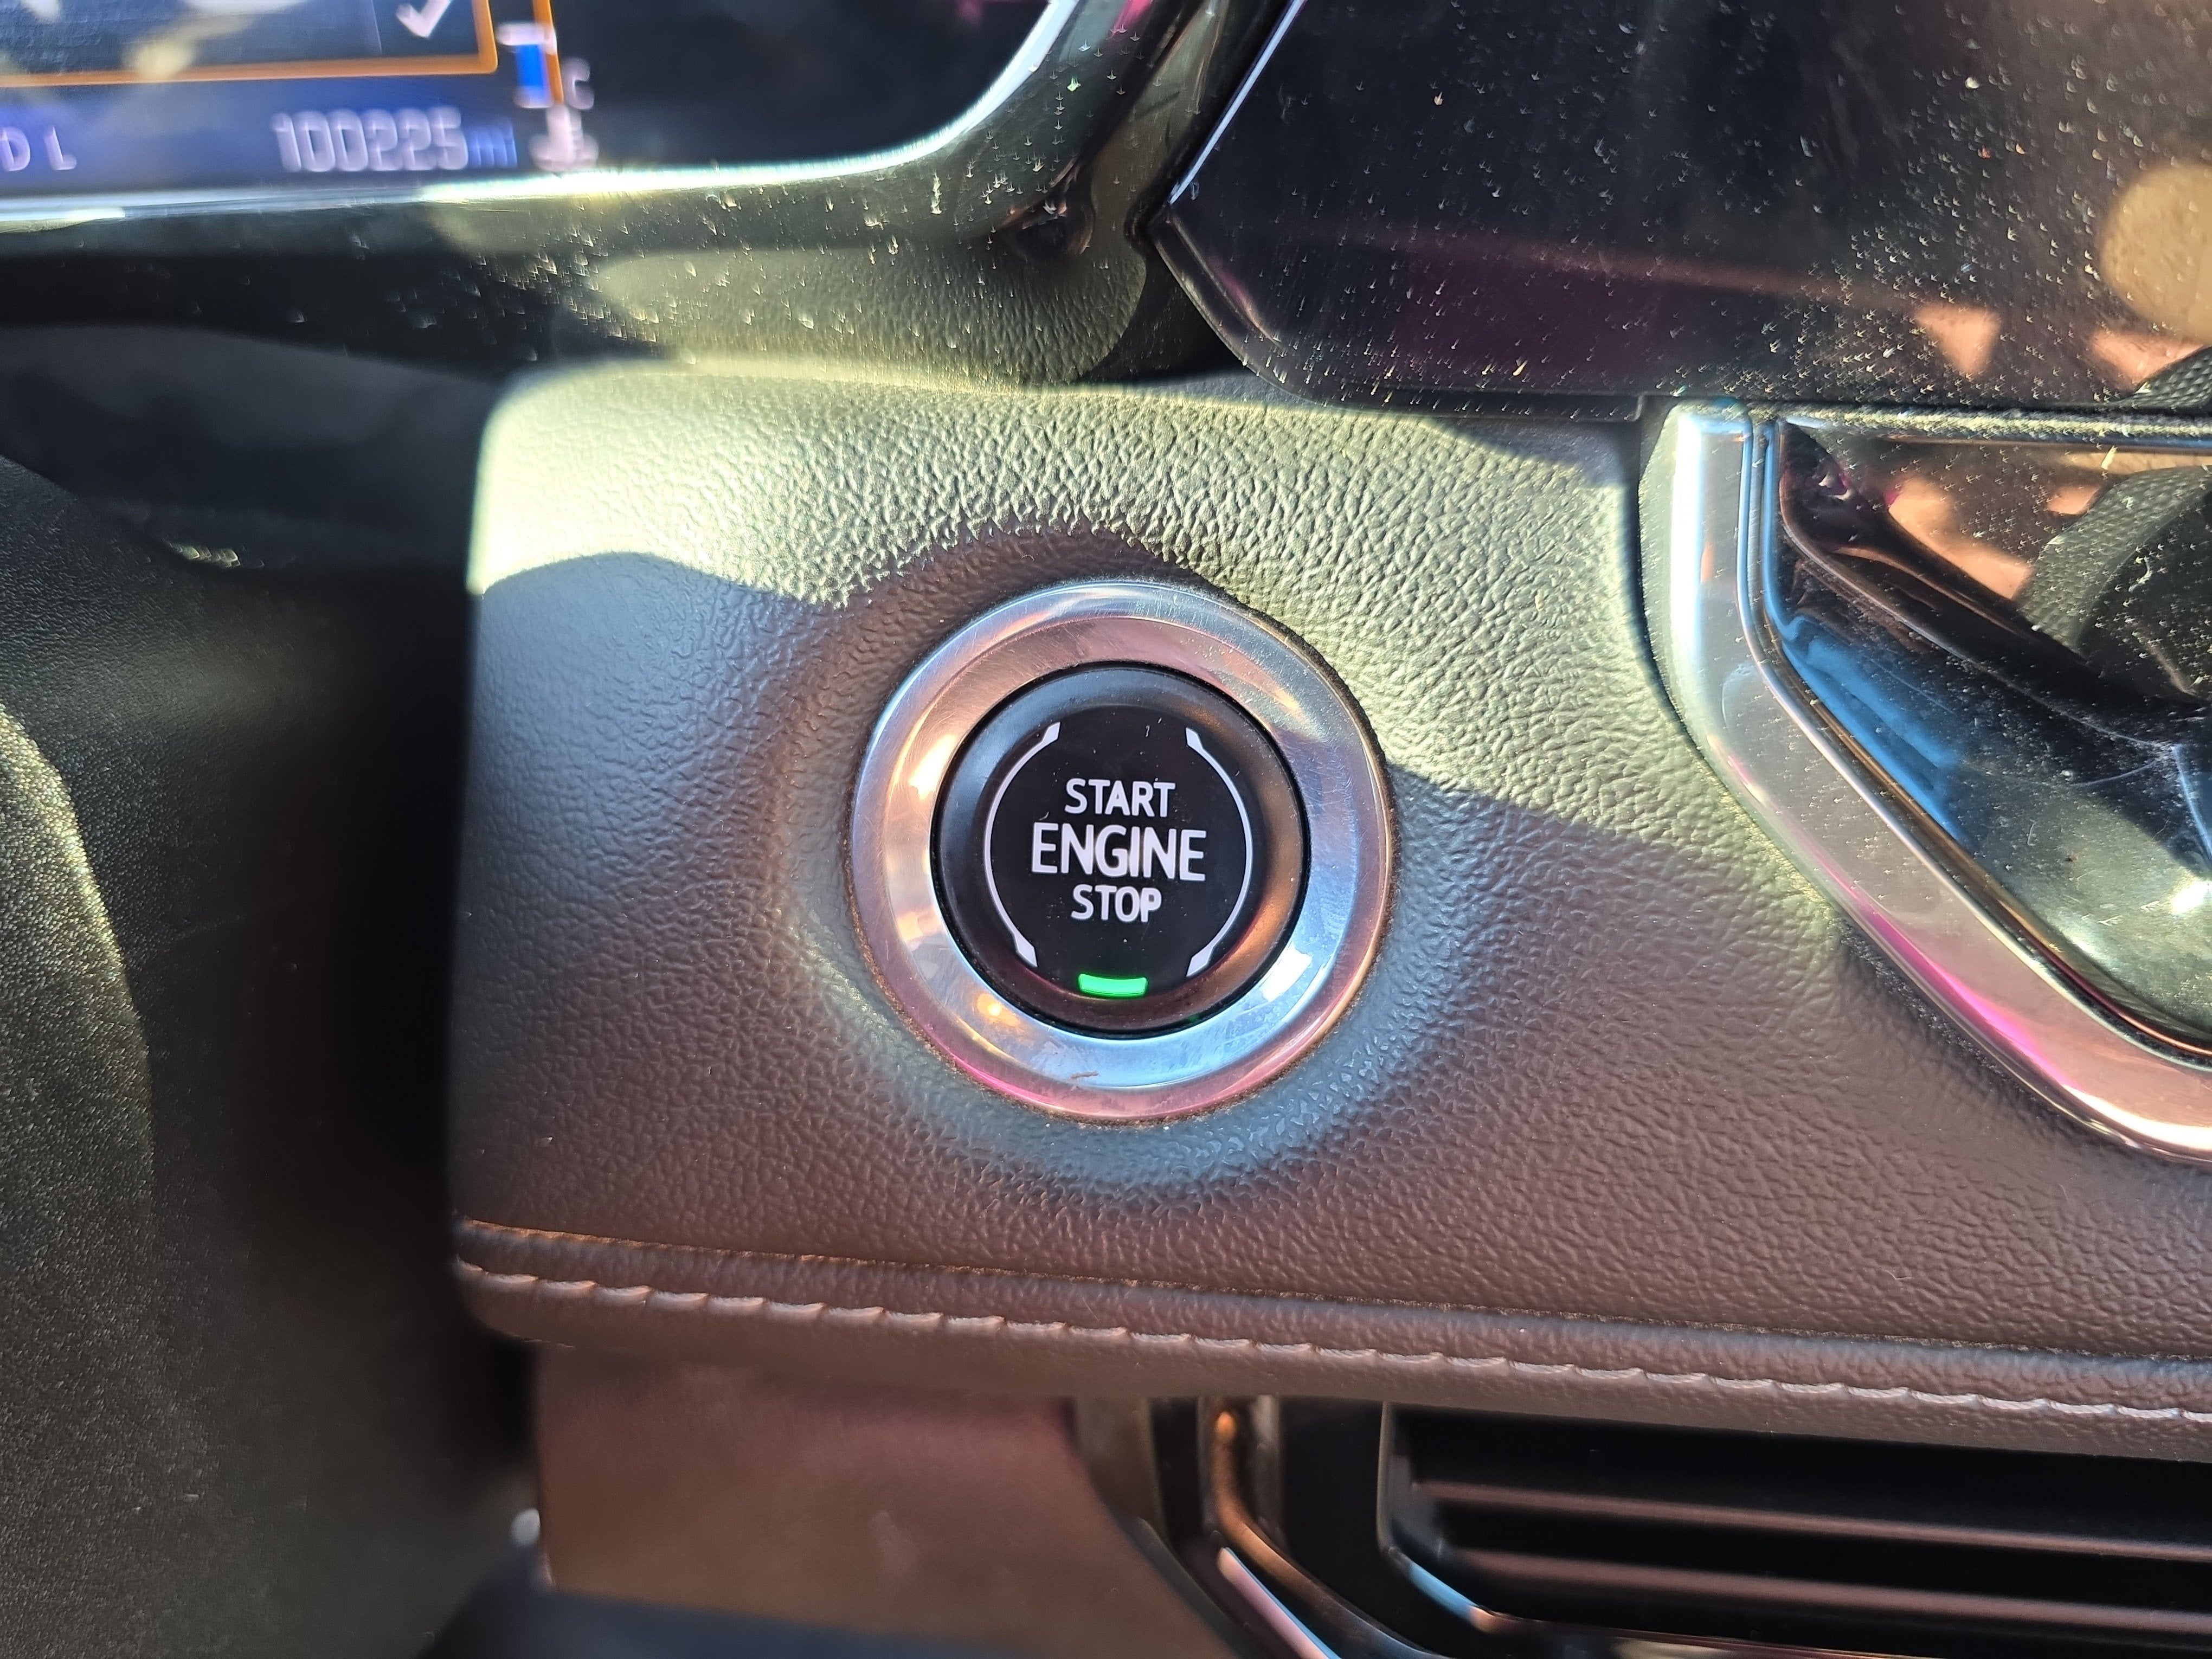 C
D L 100225 mi
START
ENGINE
STOP